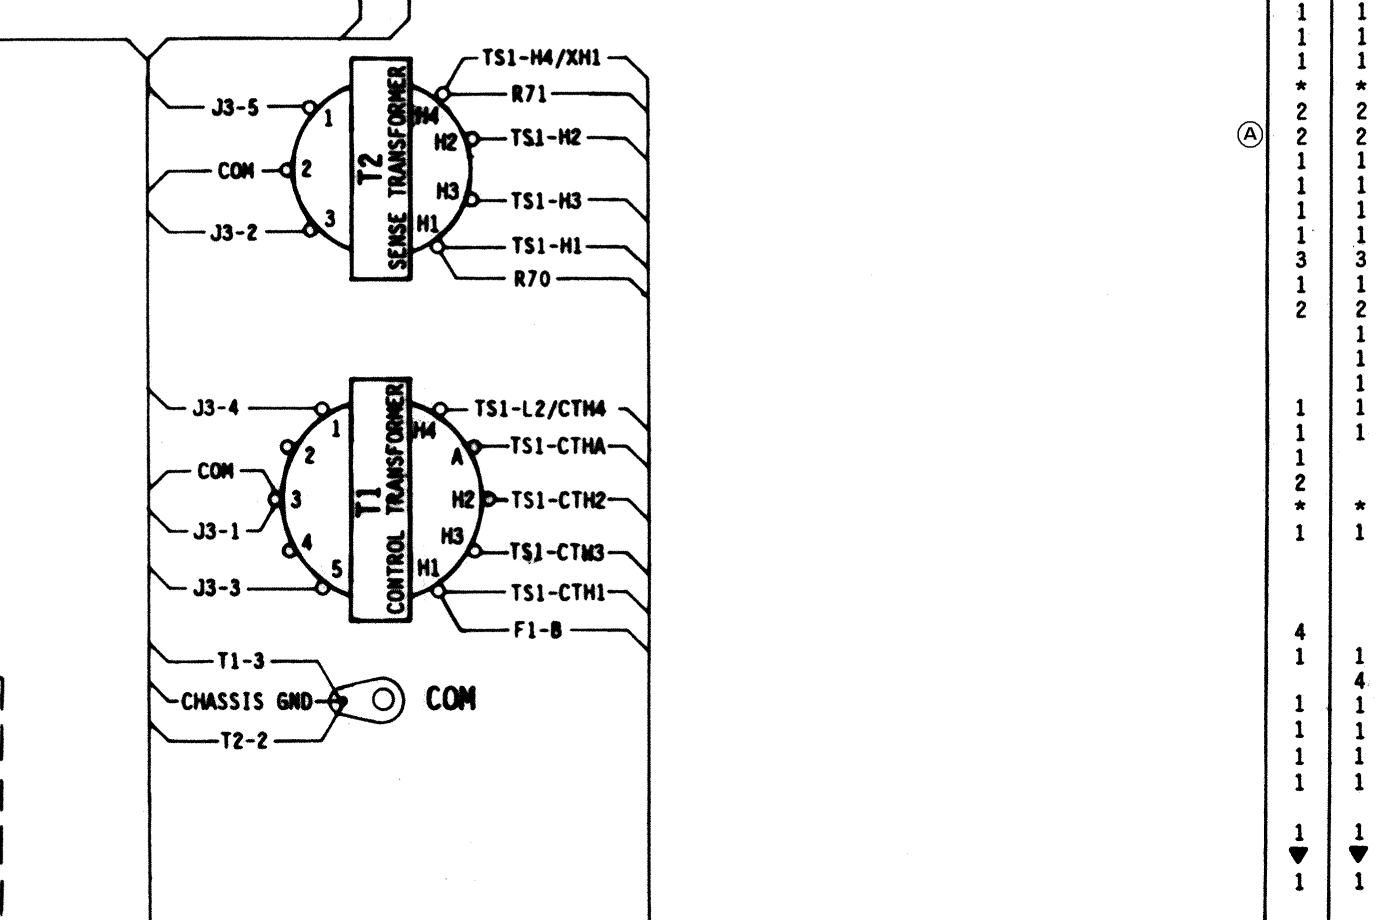 TS1-H4/XH1
R71
J3-5
1
H4
H2
TS1-H2
COM
2
T2
SENSE TRANSFORMER
H3
TS1-H3
J3-2
3
H1
TS1-H1
R70
J3-4
1
H4
TS1-L2/CTH4
2
A
TS1-CTHA
COM
3
T1
CONTROL TRANSFORMER
H2
TS1-CTH2
J3-1
4
H3
5
H1
J3-3
TS1-CTH1
F1-B
T1-3
CHASSIS GND
COM
T2-2
A
1 1
1 1
1 1
* *
2 2
2 2
1 1
1 1
1 1
1 1
3 3
1 1
2 2
1
1
1
1 1
1 1
1
2
* *
1 1
4
1 1
4
1 1
1 1
1 1
1 1
1 1
1 1